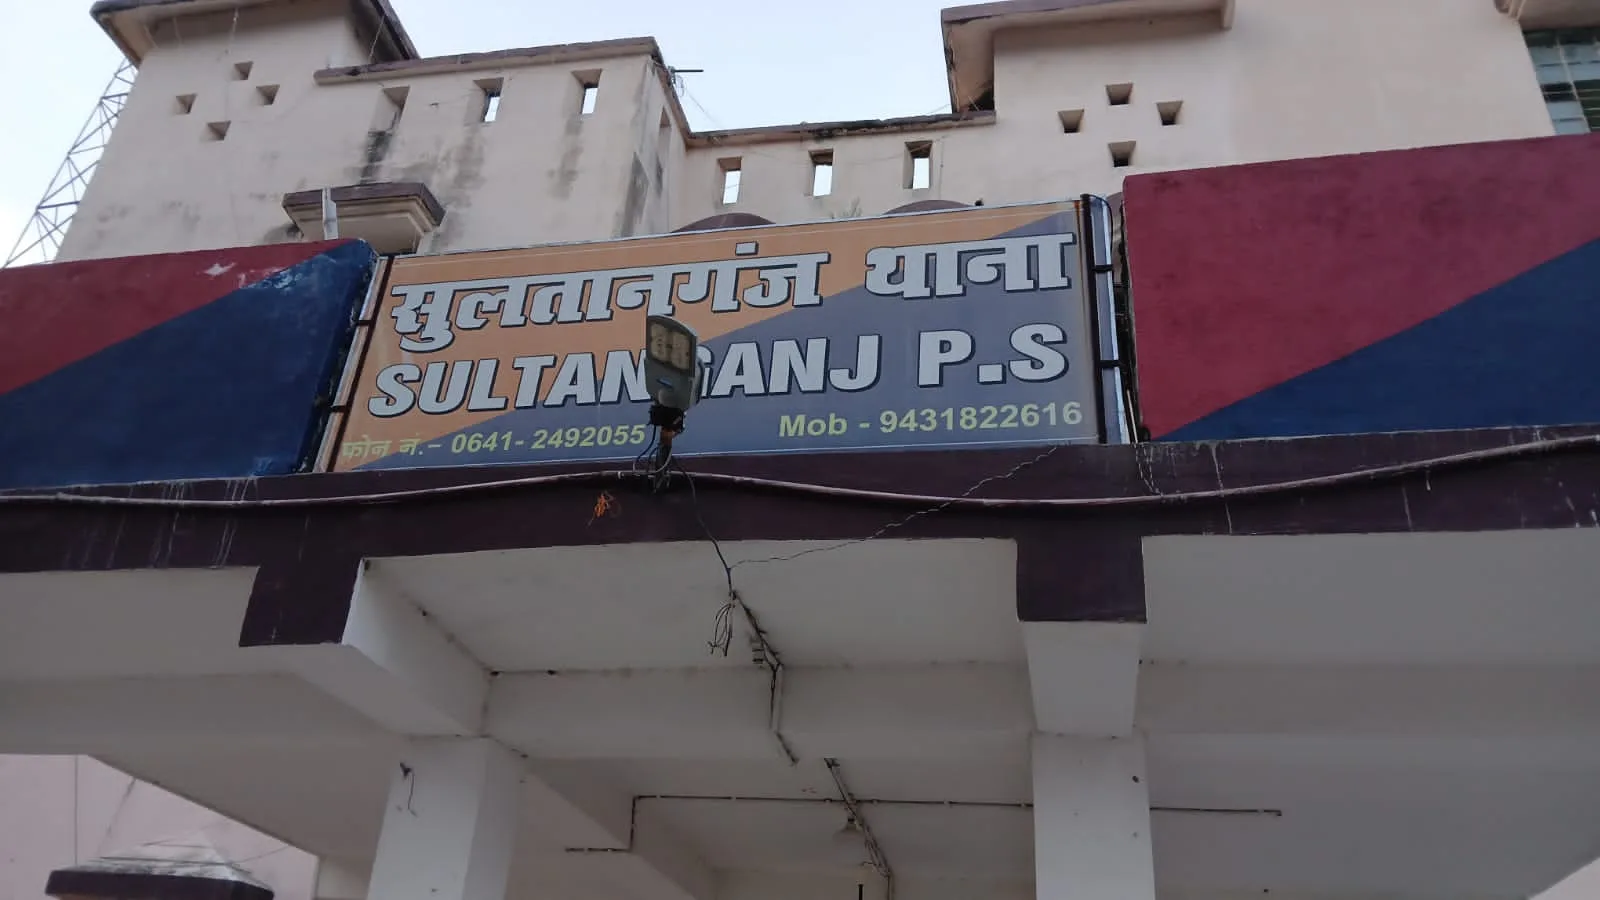 सुलतानगंज थाना
SULTANGANJ P.S
फोन नं.- 0641- 2492055
Mob - 9431822616